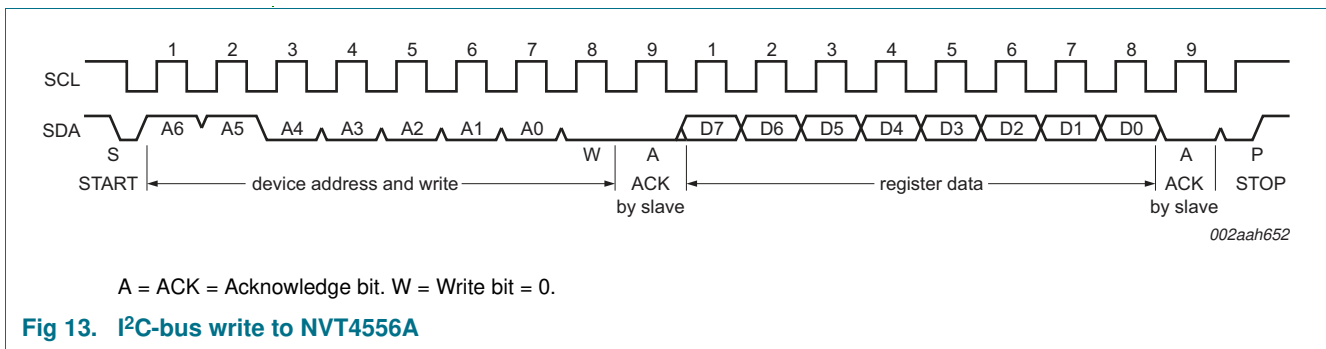 1 2 3 4 5 6 7 8 9 1 2 3 4 5 6 7 8 9
SCL
SDA A6 A5 A4 A3 A2 A1 A0 D7 D6 D5 D4 D3 D2 D1 D0
S W A A P
START device address and write ACK register data ACK STOP
by slave by slave
002aah652
A = ACK = Acknowledge bit. W = Write bit = 0.
Fig 13. I²C-bus write to NVT4556A